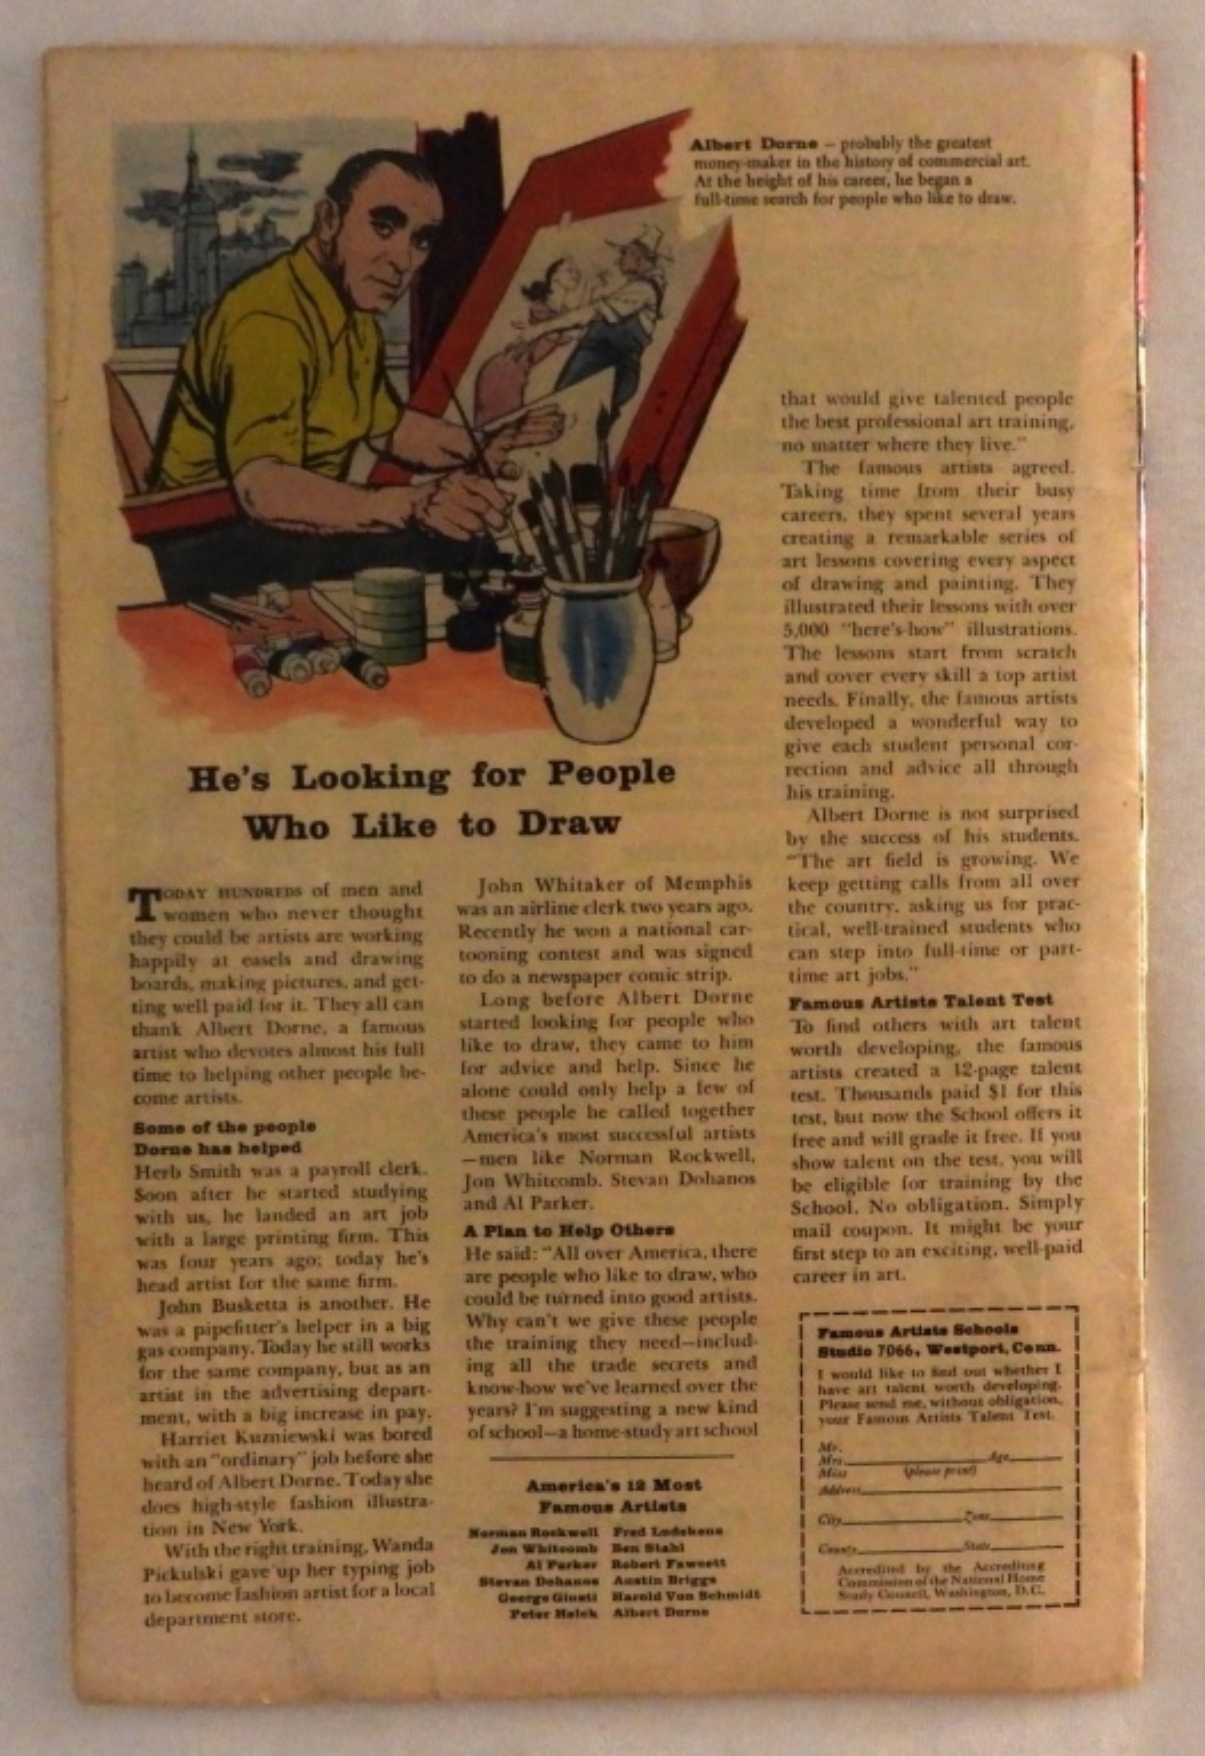 Albert Dorne – probably the greatest
money-maker in the history of commercial art.
At the height of his career, he began a
full-time search for people who like to draw.
He's Looking for People
Who Like to Draw
TODAY HUNDREDS of men and
women who never thought
they could be artists are working
happily at easels and drawing
boards, making pictures, and get-
ting well paid for it. They all can
thank Albert Dorne, a famous
artist who devotes almost his full
time to helping other people be-
come artists.
Some of the people
Dorne has helped
Herb Smith was a payroll clerk.
Soon after he started studying
with us, he landed an art job
with a large printing firm. This
was four years ago; today he's
head artist for the same firm.
John Busketta is another. He
was a pipefitter's helper in a big
gas company. Today he still works
for the same company, but as an
artist in the advertising depart-
ment, with a big increase in pay.
Harriet Kuzniewski was bored
with an "ordinary" job before she
heard of Albert Dorne. Today she
does high-style fashion illustra-
tion in New York.
With the right training, Wanda
Pickulski gave up her typing job
to become fashion artist for a local
department store.
John Whitaker of Memphis
was an airline clerk two years ago.
Recently he won a national car-
tooning contest and was signed
to do a newspaper comic strip.
Long before Albert Dorne
started looking for people who
like to draw, they came to him
for advice and help. Since he
alone could only help a few of
these people he called together
America's most successful artists
—men like Norman Rockwell,
Jon Whitcomb, Stevan Dohanos
and Al Parker.
A Plan to Help Others
He said: "All over America, there
are people who like to draw, who
could be turned into good artists.
Why can't we give these people
the training they need—includ-
ing all the trade secrets and
know-how we've learned over the
years? I'm suggesting a new kind
of school—a home-study art school
America's 12 Most
Famous Artists
Norman Rockwell Fred Ludekens
Jon Whitcomb Ben Stahl
Al Parker Robert Fawcett
Stevan Dohanos Austin Briggs
George Giusti Harold Von Schmidt
Peter Helck Albert Dorne
that would give talented people
the best professional art training,
no matter where they live."
The famous artists agreed.
Taking time from their busy
careers, they spent several years
creating a remarkable series of
art lessons covering every aspect
of drawing and painting. They
illustrated their lessons with over
5,000 "here's-how" illustrations.
The lessons start from scratch
and cover every skill a top artist
needs. Finally, the famous artists
developed a wonderful way to
give each student personal cor-
rection and advice all through
his training.
Albert Dorne is not surprised
by the success of his students.
"The art field is growing. We
keep getting calls from all over
the country, asking us for prac-
tical, well-trained students who
can step into full-time or part-
time art jobs."
Famous Artists Talent Test
To find others with art talent
worth developing, the famous
artists created a 12-page talent
test. Thousands paid $1 for this
test, but now the School offers it
free and will grade it free. If you
show talent on the test, you will
be eligible for training by the
School. No obligation. Simply
mail coupon. It might be your
first step to an exciting, well-paid
career in art.
Famous Artists Schools
Studio 7066, Westport, Conn.
I would like to find out whether I
have art talent worth developing.
Please send me, without obligation,
your Famous Artists Talent Test.
Mr.
Mrs. Age
Miss (please print)
Address
City Zone
County State
Accredited by the Accrediting
Commission of the National Home
Study Council, Washington, D.C.